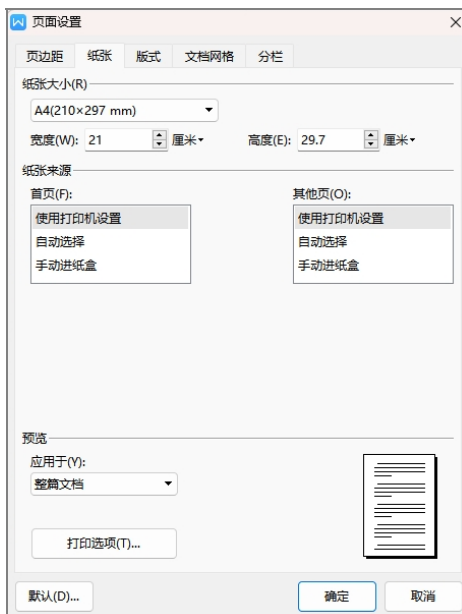 页面设置
页边距 纸张 版式 文档网格 分栏
纸张大小(R)
A4(210×297 mm)
宽度(W): 21 厘米 高度(E): 29.7 厘米
纸张来源
首页(F): 其他页(O):
使用打印机设置 使用打印机设置
自动选择 自动选择
手动进纸盒 手动进纸盒
预览
应用于(Y):
整篇文档
打印选项(T)...
默认(D)... 确定 取消